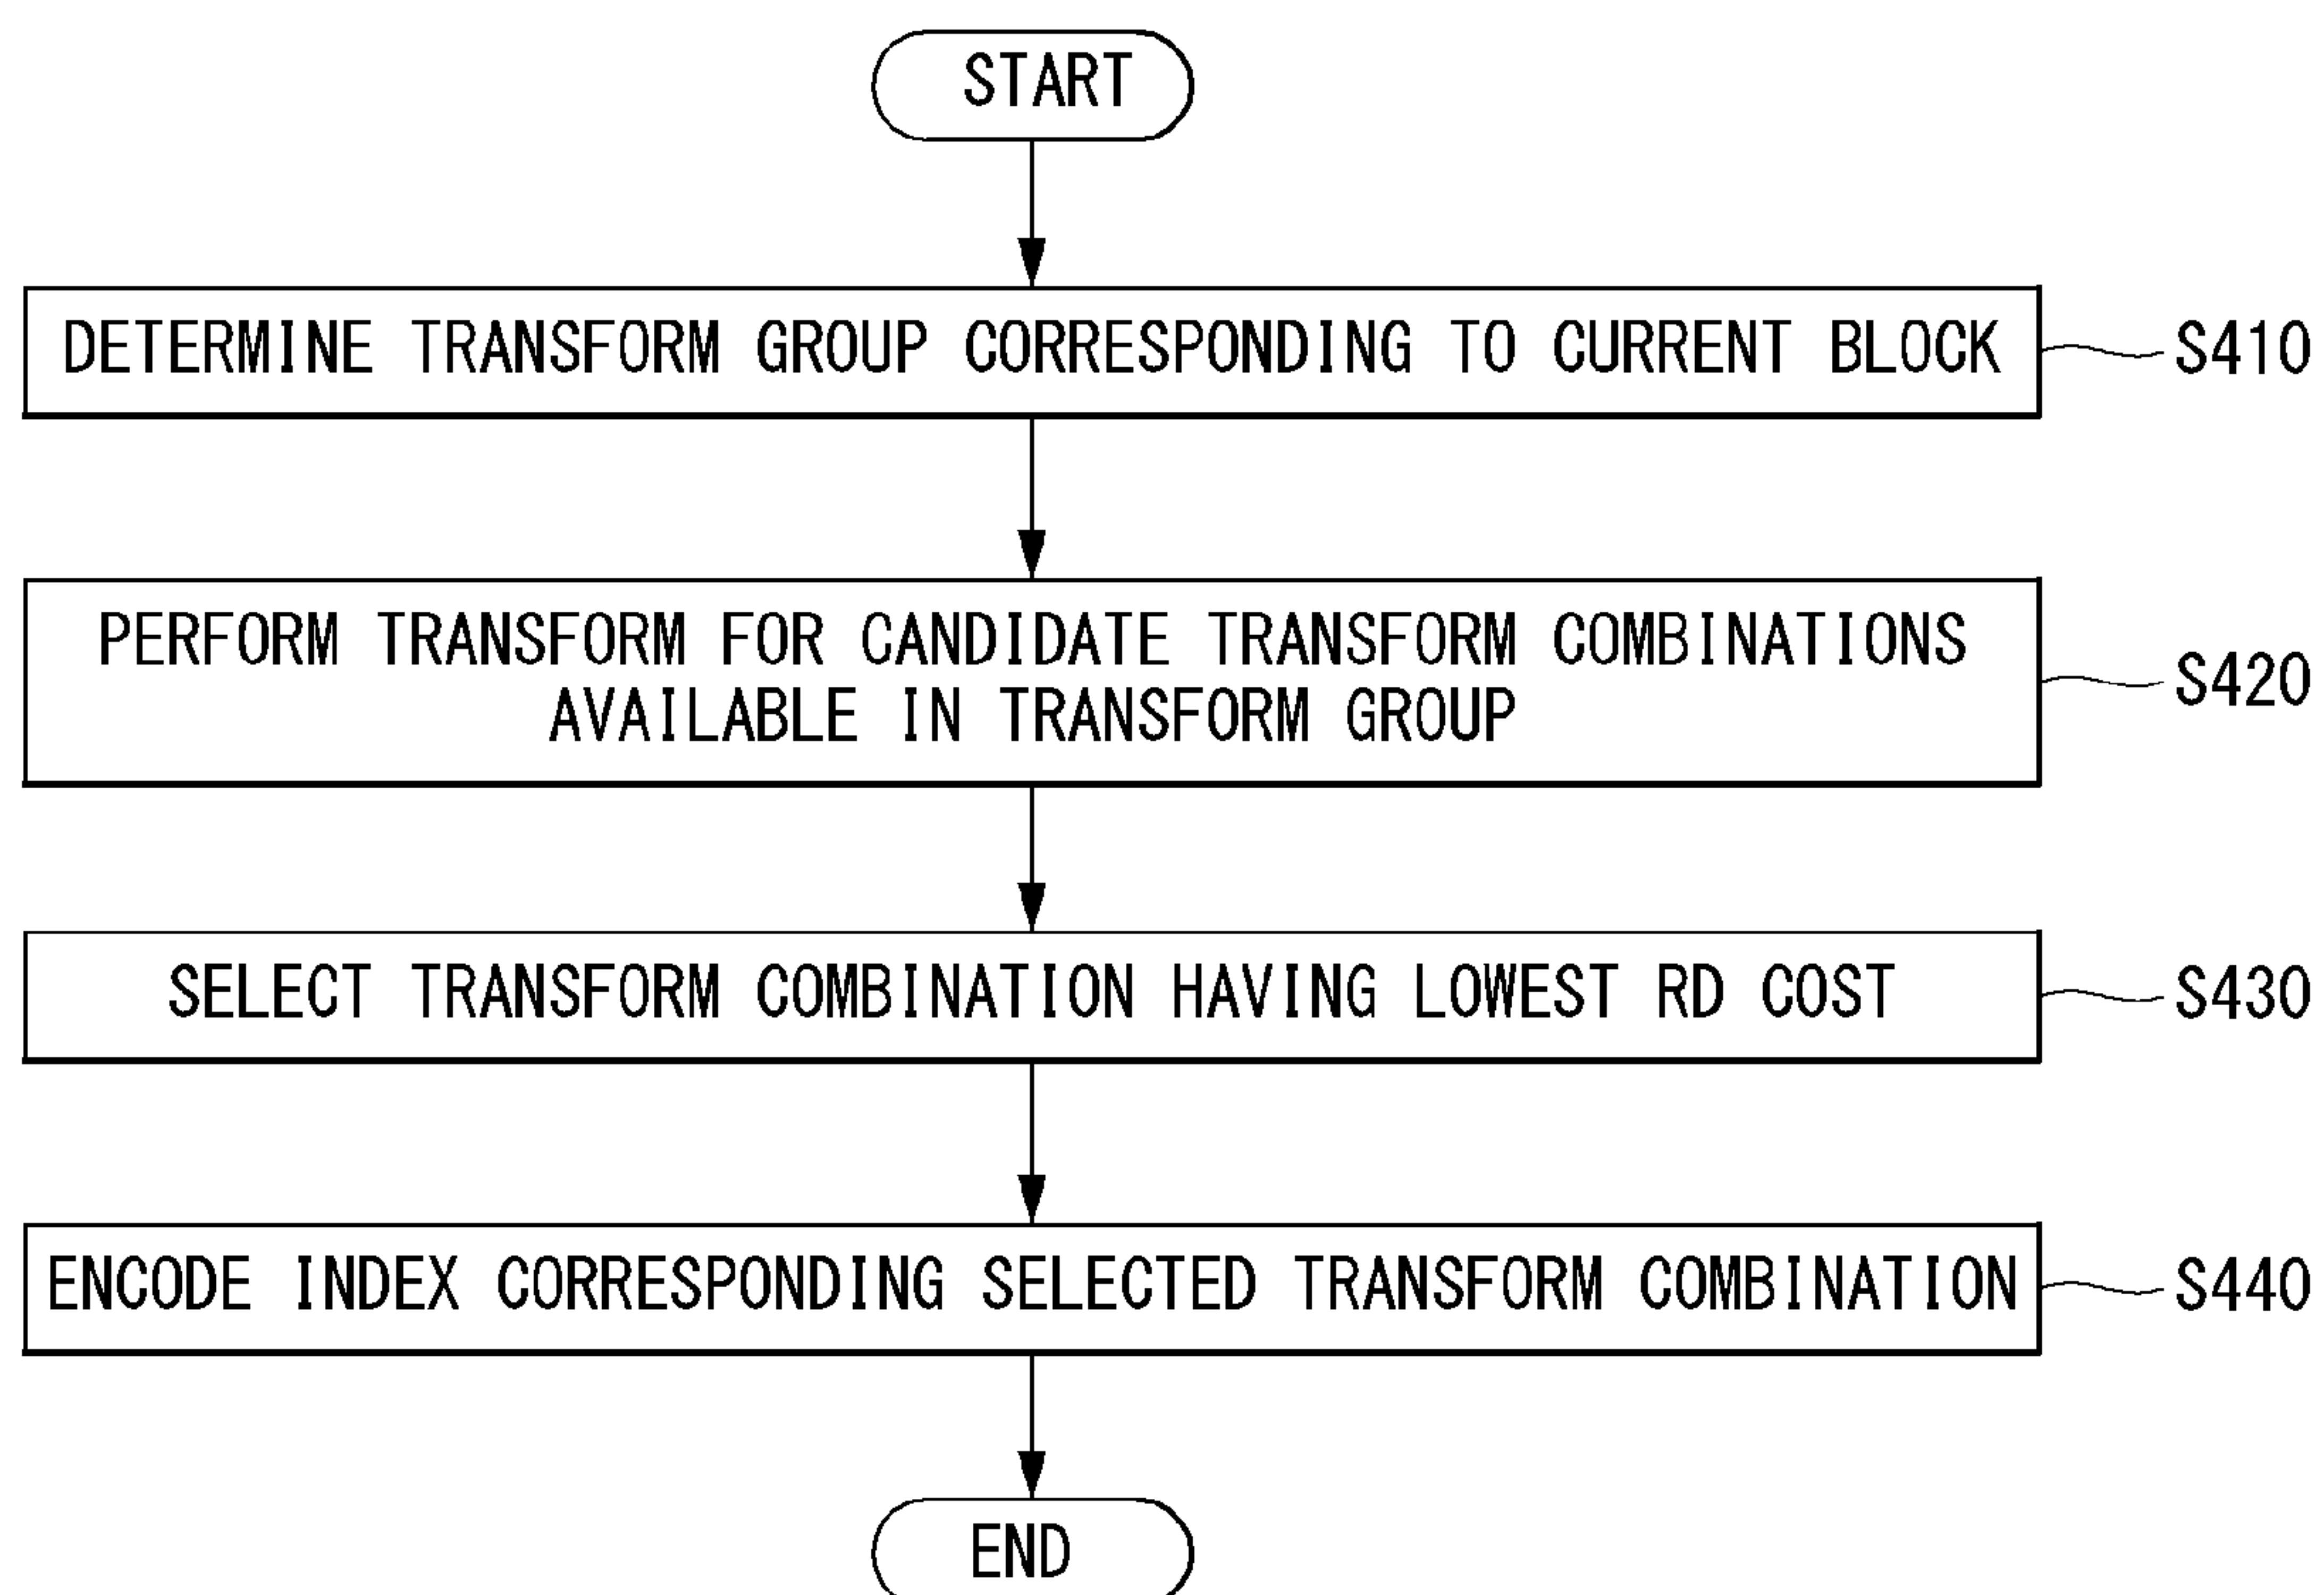 START
DETERMINE TRANSFORM GROUP CORRESPONDING TO CURRENT BLOCK
S410
PERFORM TRANSFORM FOR CANDIDATE TRANSFORM COMBINATIONS
AVAILABLE IN TRANSFORM GROUP
S420
SELECT TRANSFORM COMBINATION HAVING LOWEST RD COST
S430
ENCODE INDEX CORRESPONDING SELECTED TRANSFORM COMBINATION
S440
END